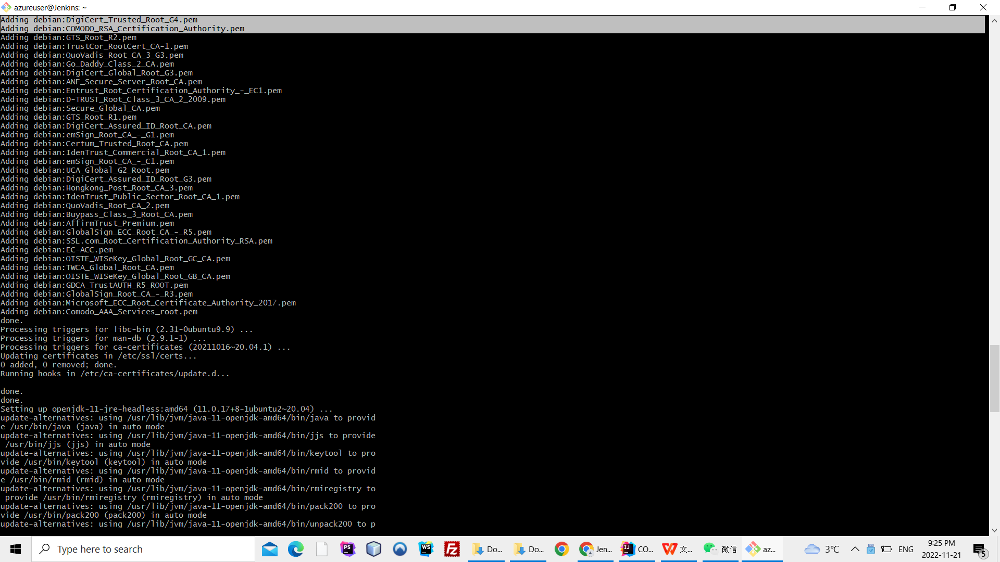 azureuser@Jenkins: ~
Adding debian:DigiCert_Trusted_Root_G4.pem
Adding debian:COMODO_RSA_Certification_Authority.pem
Adding debian:GTS_Root_R2.pem
Adding debian:TrustCor_RootCert_CA-1.pem
Adding debian:QuoVadis_Root_CA_3_G3.pem
Adding debian:Go_Daddy_Class_2_CA.pem
Adding debian:DigiCert_Global_Root_G3.pem
Adding debian:ANF_Secure_Server_Root_CA.pem
Adding debian:Entrust_Root_Certification_Authority_-_EC1.pem
Adding debian:D-TRUST_Root_Class_3_CA_2_2009.pem
Adding debian:Secure_Global_CA.pem
Adding debian:GTS_Root_R1.pem
Adding debian:DigiCert_Assured_ID_Root_CA.pem
Adding debian:emSign_Root_CA_-_G1.pem
Adding debian:Certum_Trusted_Root_CA.pem
Adding debian:IdenTrust_Commercial_Root_CA_1.pem
Adding debian:emSign_Root_CA_-_C1.pem
Adding debian:UCA_Global_G2_Root.pem
Adding debian:DigiCert_Assured_ID_Root_G3.pem
Adding debian:Hongkong_Post_Root_CA_3.pem
Adding debian:IdenTrust_Public_Sector_Root_CA_1.pem
Adding debian:QuoVadis_Root_CA_2.pem
Adding debian:Buypass_Class_3_Root_CA.pem
Adding debian:AffirmTrust_Premium.pem
Adding debian:GlobalSign_ECC_Root_CA_-_R5.pem
Adding debian:SSL.com_Root_Certification_Authority_RSA.pem
Adding debian:EC-ACC.pem
Adding debian:OISTE_WISeKey_Global_Root_GC_CA.pem
Adding debian:TWCA_Global_Root_CA.pem
Adding debian:OISTE_WISeKey_Global_Root_GB_CA.pem
Adding debian:GDCA_TrustAUTH_R5_ROOT.pem
Adding debian:GlobalSign_Root_CA_-_R3.pem
Adding debian:Microsoft_ECC_Root_Certificate_Authority_2017.pem
Adding debian:Comodo_AAA_Services_root.pem
done.
Processing triggers for libc-bin (2.31-0ubuntu9.9) ...
Processing triggers for man-db (2.9.1-1) ...
Processing triggers for ca-certificates (20211016~20.04.1) ...
Updating certificates in /etc/ssl/certs...
0 added, 0 removed; done.
Running hooks in /etc/ca-certificates/update.d...
done.
done.
Setting up openjdk-11-jre-headless:amd64 (11.0.17+8-1ubuntu2~20.04) ...
update-alternatives: using /usr/lib/jvm/java-11-openjdk-amd64/bin/java to provid
e /usr/bin/java (java) in auto mode
update-alternatives: using /usr/lib/jvm/java-11-openjdk-amd64/bin/jjs to provide
 /usr/bin/jjs (jjs) in auto mode
update-alternatives: using /usr/lib/jvm/java-11-openjdk-amd64/bin/keytool to pro
vide /usr/bin/keytool (keytool) in auto mode
update-alternatives: using /usr/lib/jvm/java-11-openjdk-amd64/bin/rmid to provid
e /usr/bin/rmid (rmid) in auto mode
update-alternatives: using /usr/lib/jvm/java-11-openjdk-amd64/bin/rmiregistry to
 provide /usr/bin/rmiregistry (rmiregistry) in auto mode
update-alternatives: using /usr/lib/jvm/java-11-openjdk-amd64/bin/pack200 to pro
vide /usr/bin/pack200 (pack200) in auto mode
update-alternatives: using /usr/lib/jvm/java-11-openjdk-amd64/bin/unpack200 to p
Type here to search
PS
WS
Do...
Do...
Jen...
IJ
CO...
文...
微信
az...
3°C
ENG
9:25 PM
2022-11-21
5